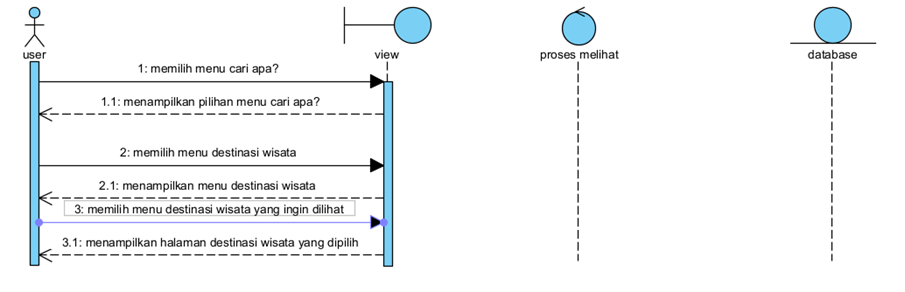 user
view
proses melihat
database
1: memilih menu cari apa?
1.1: menampilkan pilihan menu cari apa?
2: memilih menu destinasi wisata
2.1: menampilkan menu destinasi wisata
3: memilih menu destinasi wisata yang ingin dilihat
3.1: menampilkan halaman destinasi wisata yang dipilih